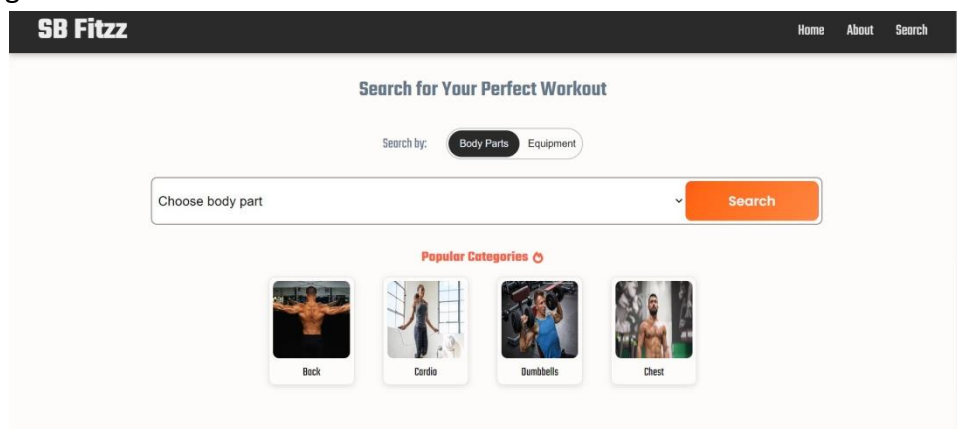 SB Fitzz
Home About Search
Search for Your Perfect Workout
Search by: Body Parts Equipment
Choose body part Search
Popular Categories
Back Cardio Dumbbells Chest